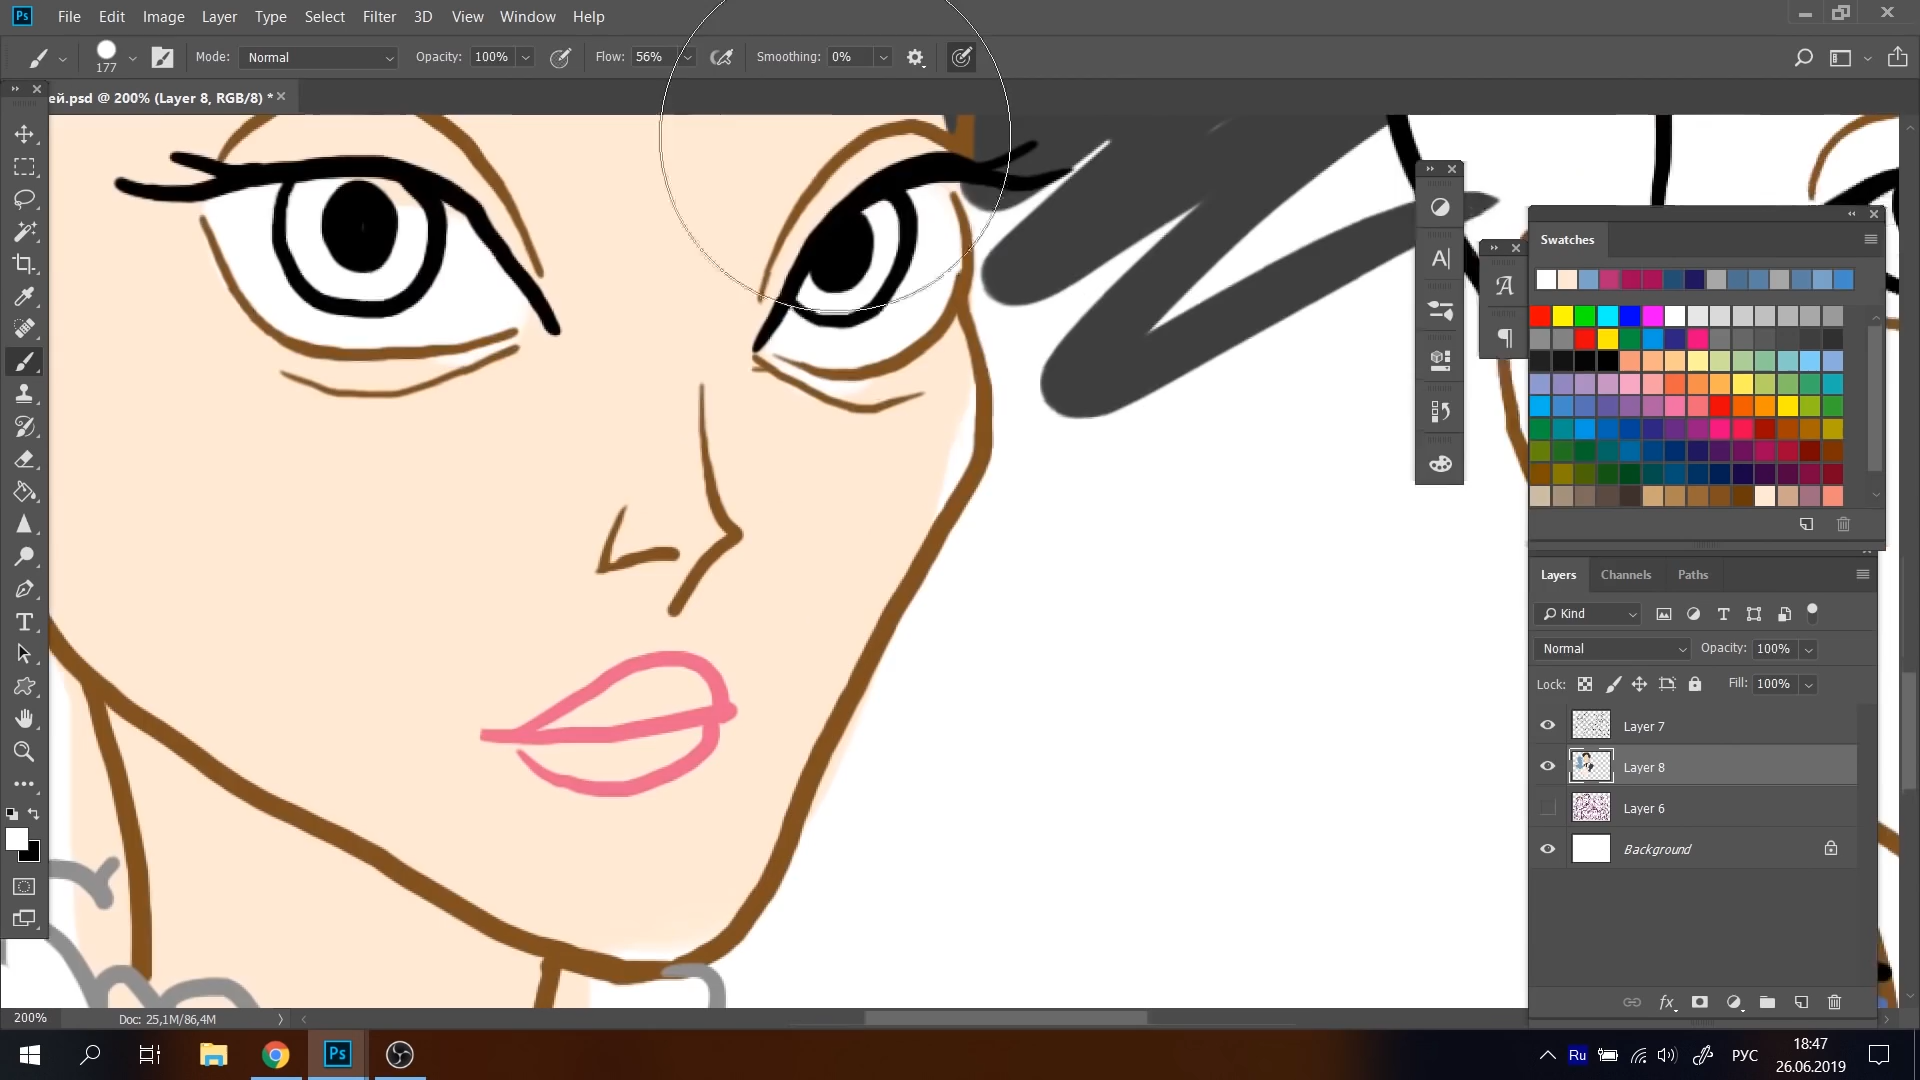 Ps File Edit Image Layer Type Select Filter 3D View Window Help
177 Mode: Normal Opacity: 100% Flow: 56% Smoothing: 0%
ей.psd @ 200% (Layer 8, RGB/8) *
Swatches
Layers Channels Paths
Kind
Normal Opacity: 100%
Lock: Fill: 100%
Layer 7
Layer 8
Layer 6
Background
fx
200% Doc: 25,1M/86,4M
Ps Ru РУС 18:47
26.06.2019